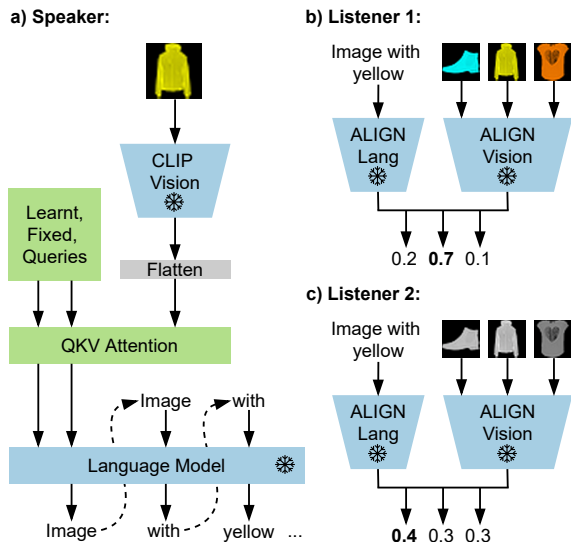 a) Speaker:
CLIP
Vision
Learnt,
Fixed,
Queries
Flatten
QKV Attention
Image
with
Language Model
Image
with
yellow
...
b) Listener 1:
Image with
yellow
ALIGN
Lang
ALIGN
Vision
0.2
0.7
0.1
c) Listener 2:
Image with
yellow
ALIGN
Lang
ALIGN
Vision
0.4
0.3
0.3